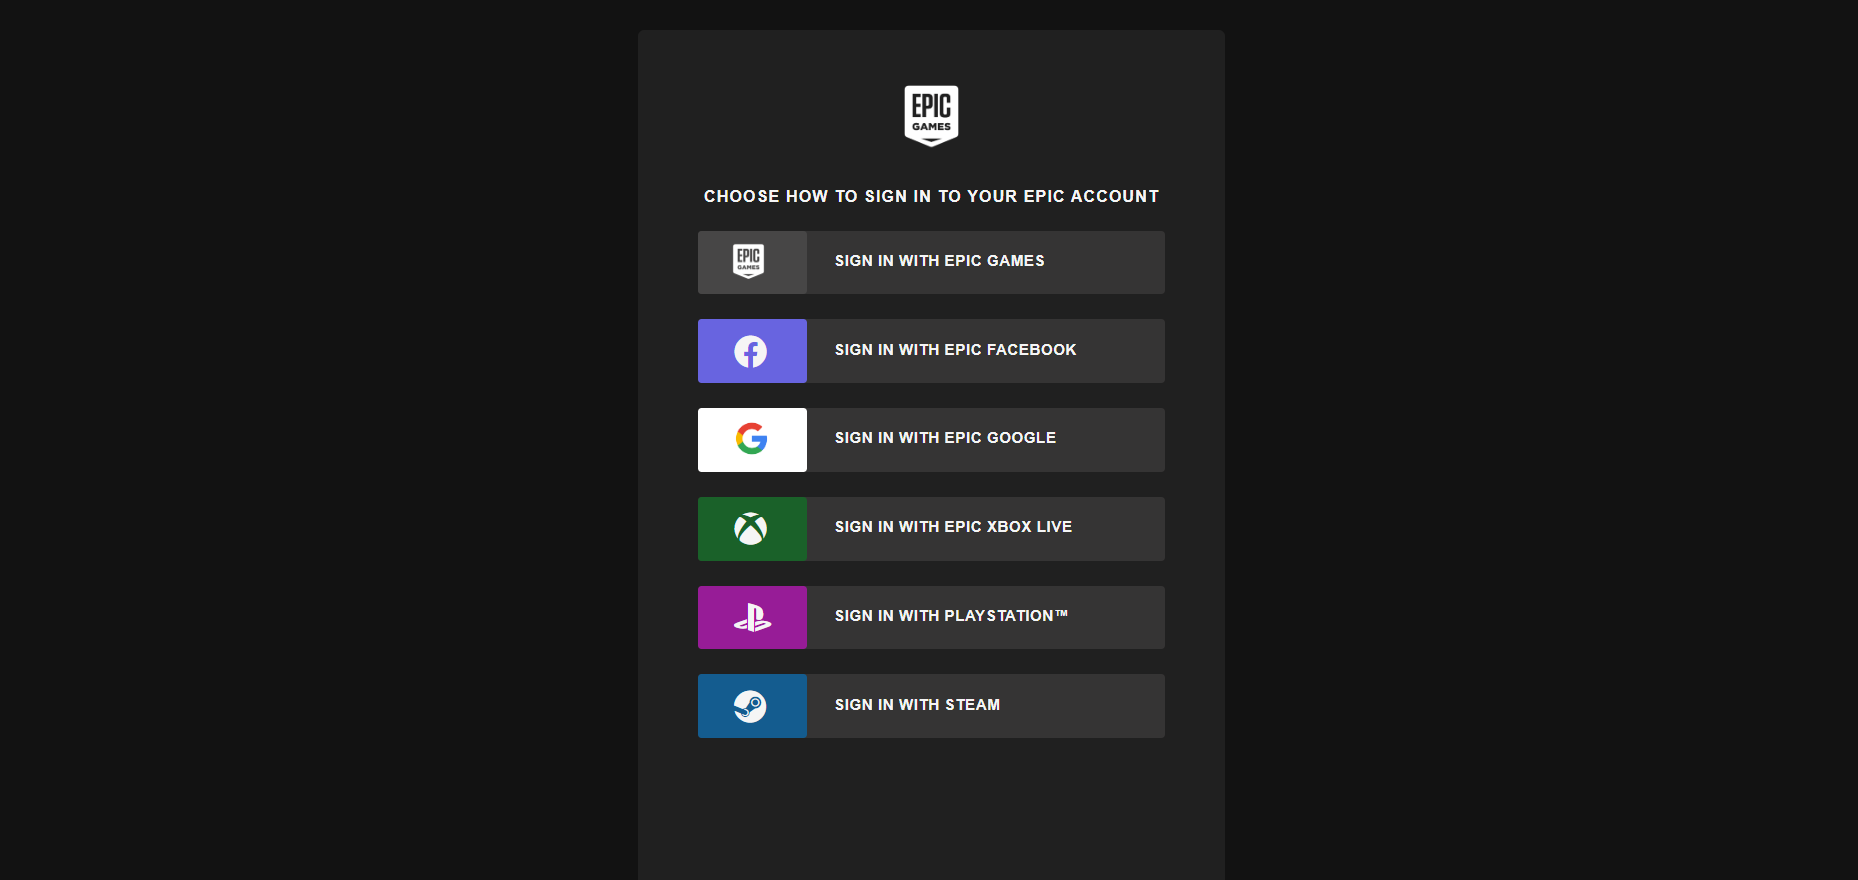 EPIC
GAMES
CHOOSE HOW TO SIGN IN TO YOUR EPIC ACCOUNT
EPIC
GAMES
SIGN IN WITH EPIC GAMES
SIGN IN WITH EPIC FACEBOOK
SIGN IN WITH EPIC GOOGLE
SIGN IN WITH EPIC XBOX LIVE
SIGN IN WITH PLAYSTATION™
SIGN IN WITH STEAM